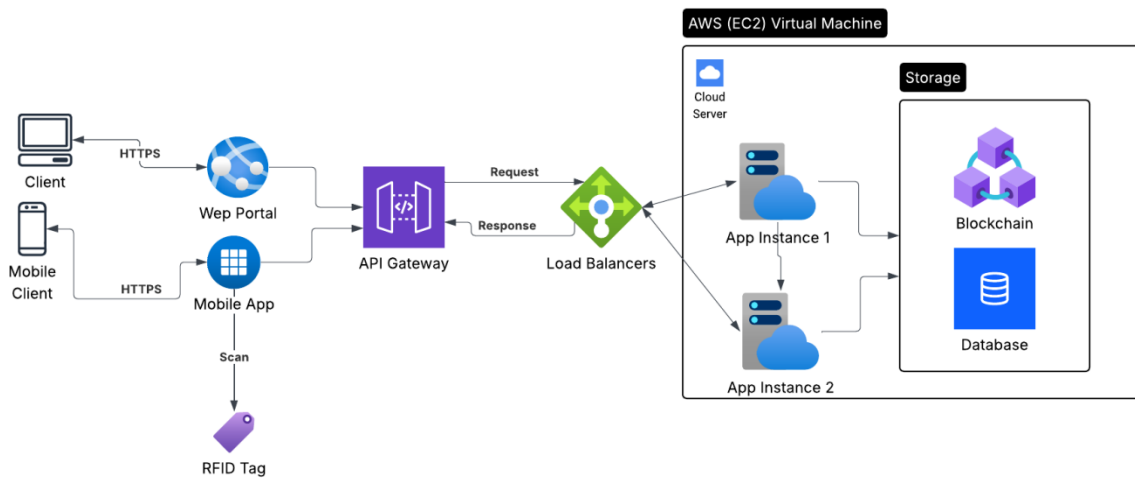 AWS (EC2) Virtual Machine
Cloud
Server
Storage
Client
HTTPS
Wep Portal
Mobile
Client
HTTPS
Mobile App
Scan
RFID Tag
API Gateway
Request
Response
Load Balancers
App Instance 1
App Instance 2
Blockchain
Database